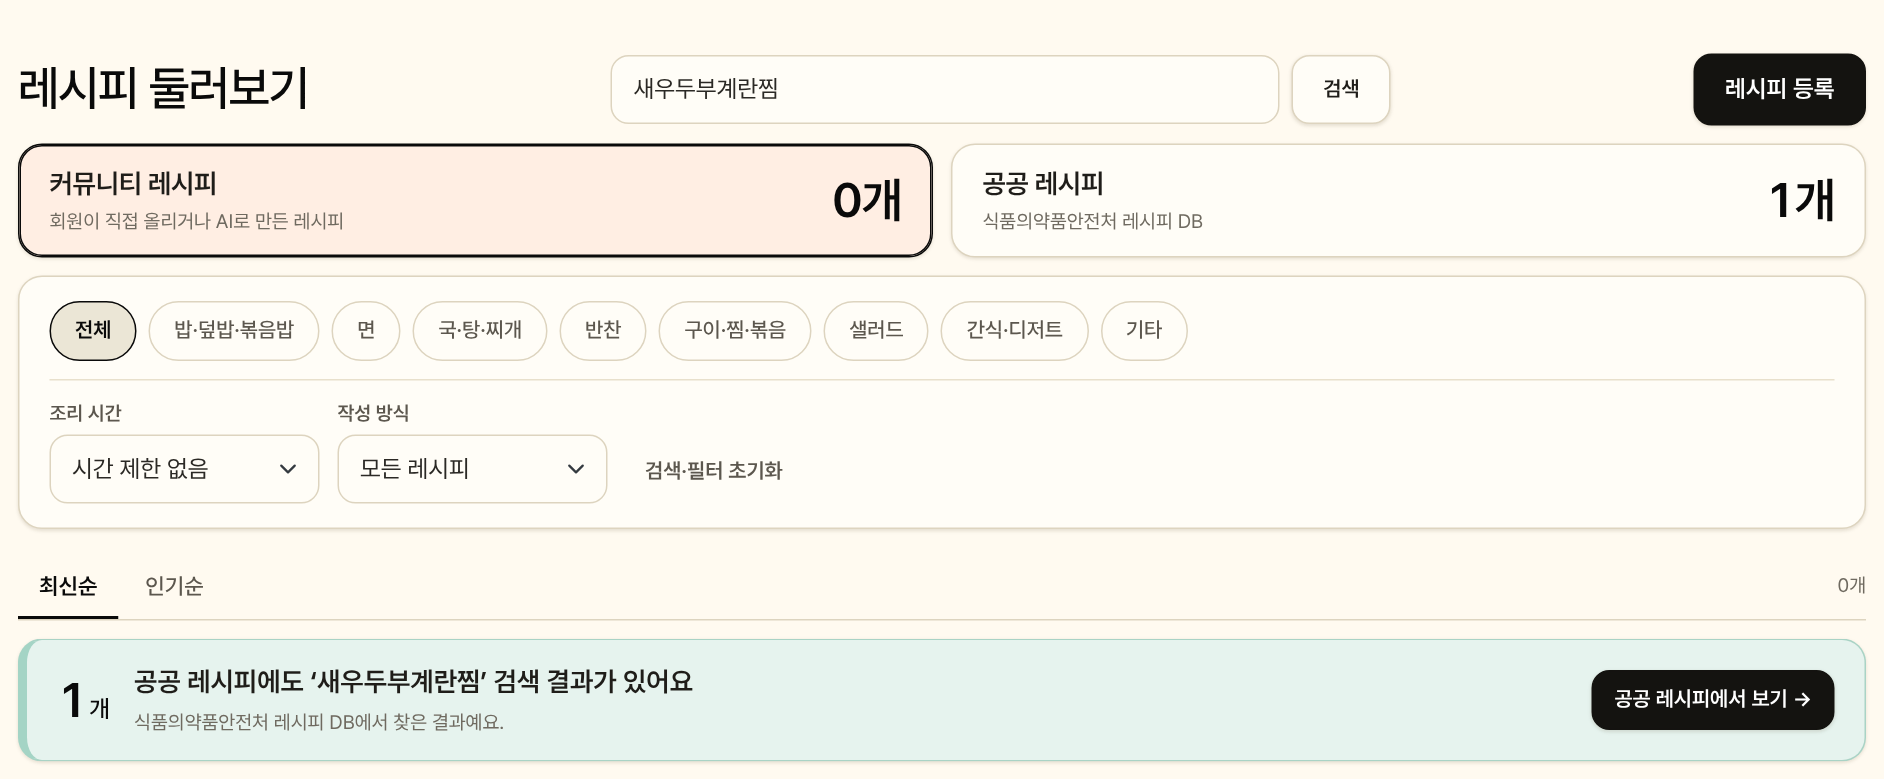 레시피 둘러보기
새우두부계란찜
검색
레시피 등록
커뮤니티 레시피
회원이 직접 올리거나 AI로 만든 레시피
0개
공공 레시피
식품의약품안전처 레시피 DB
1개
전체
밥·덮밥·볶음밥
면
국·탕·찌개
반찬
구이·찜·볶음
샐러드
간식·디저트
기타
조리 시간
작성 방식
시간 제한 없음
모든 레시피
검색·필터 초기화
최신순
인기순
0개
1개
공공 레시피에도 ‘새우두부계란찜’ 검색 결과가 있어요
식품의약품안전처 레시피 DB에서 찾은 결과예요.
공공 레시피에서 보기 →